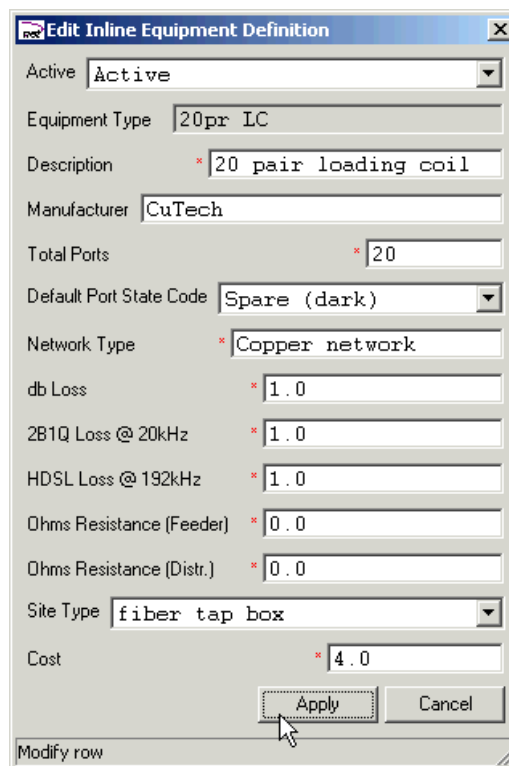 Edit Inline Equipment Definition
Active Active
Equipment Type 20pr LC
Description * 20 pair loading coil
Manufacturer CuTech
Total Ports * 20
Default Port State Code Spare (dark)
Network Type * Copper network
db Loss * 1.0
2B1Q Loss @ 20kHz * 1.0
HDSL Loss @ 192kHz * 1.0
Ohms Resistance (Feeder) * 0.0
Ohms Resistance (Distr.) * 0.0
Site Type fiber tap box
Cost * 4.0
Apply Cancel
Modify row